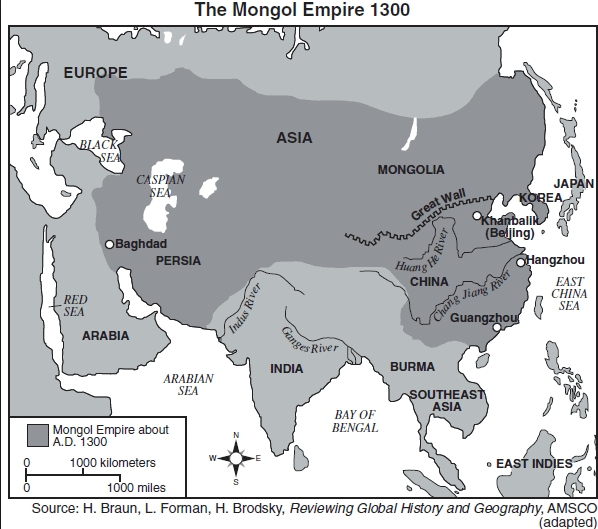 The Mongol Empire 1300
EUROPE
BLACK
SEA
ASIA
CASPIAN
SEA
MONGOLIA
JAPAN
KOREA
Great Wall
Khanbalik
(Beijing)
Baghdad
PERSIA
Huang He River
Hangzhou
CHINA
Chang Jiang River
EAST
CHINA
SEA
RED
SEA
Indus River
Guangzhou
ARABIA
Ganges River
INDIA
BURMA
ARABIAN
SEA
SOUTHEAST
ASIA
BAY OF
BENGAL
Mongol Empire about
A.D. 1300
0 1000 kilometers
0 1000 miles
N
W E
S
EAST INDIES
Source: H. Braun, L. Forman, H. Brodsky, Reviewing Global History and Geography, AMSCO
(adapted)